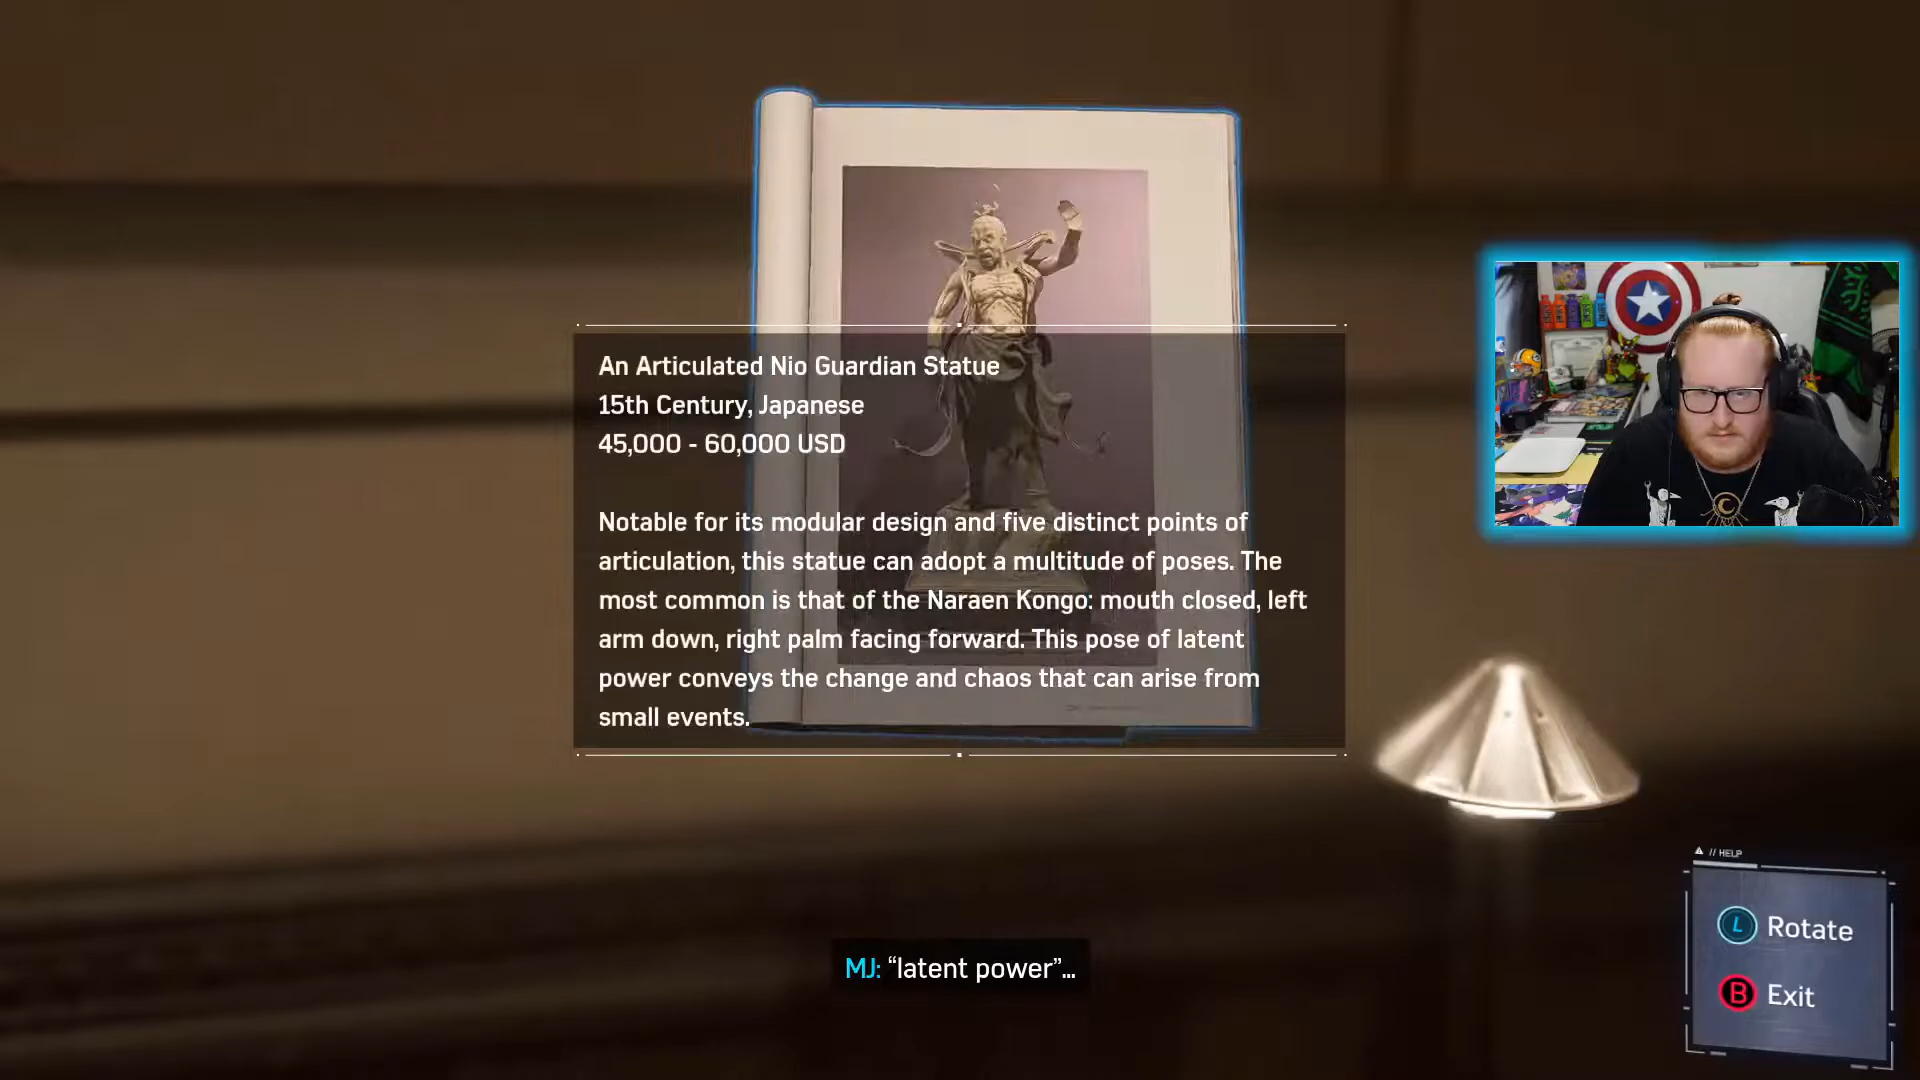 An Articulated Nio Guardian Statue
15th Century, Japanese
45,000 - 60,000 USD
Notable for its modular design and five distinct points of
articulation, this statue can adopt a multitude of poses. The
most common is that of the Naraen Kongo: mouth closed, left
arm down, right palm facing forward. This pose of latent
power conveys the change and chaos that can arise from
small events.
// HELP
L Rotate
B Exit
MJ: “latent power”...